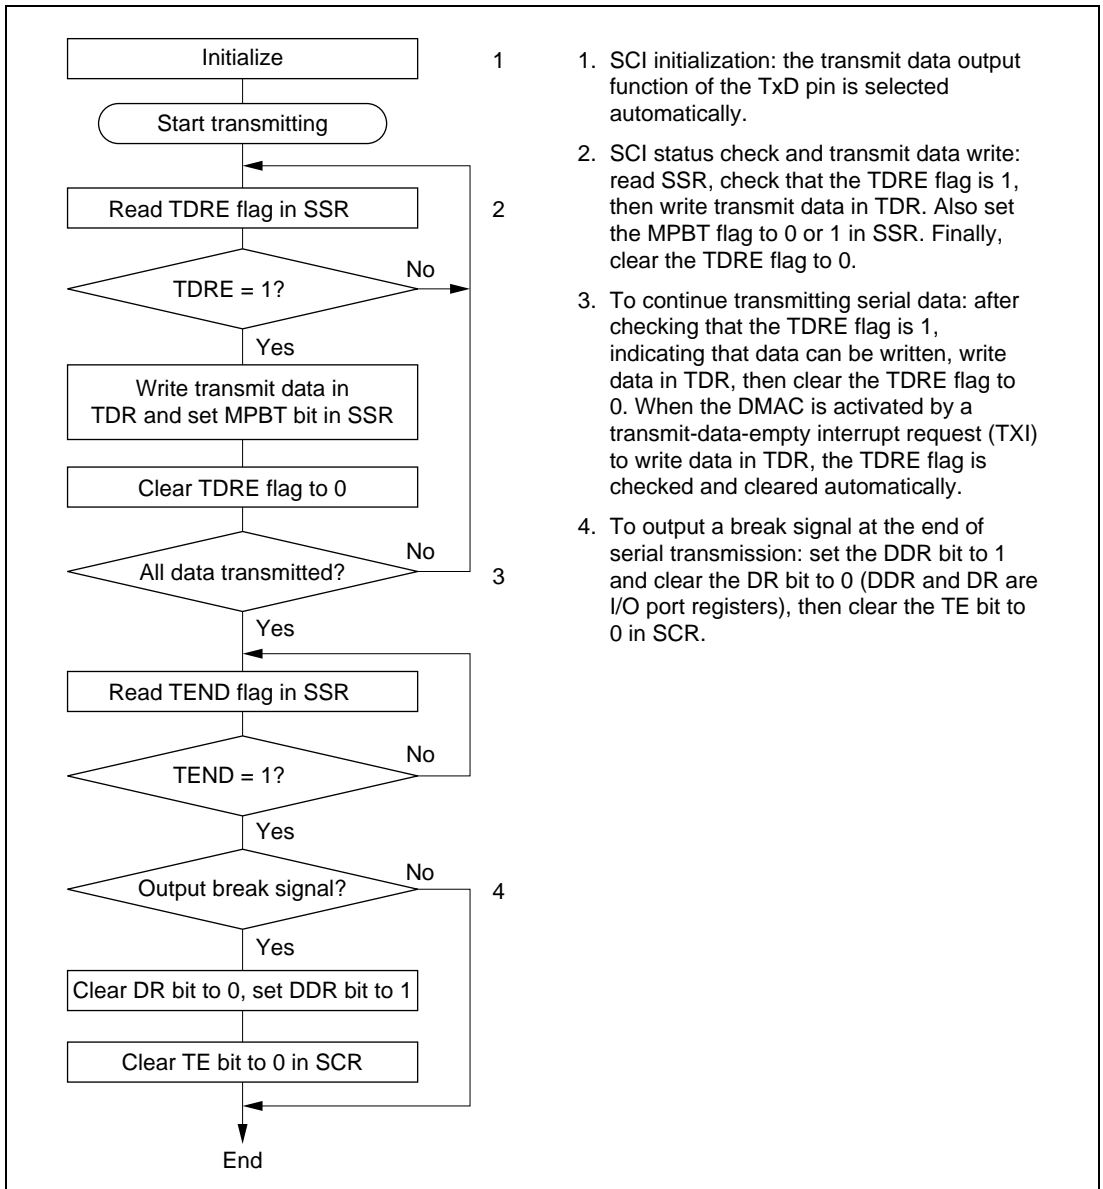 Initialize
1
Start transmitting
Read TDRE flag in SSR
2
TDRE = 1?
No
Yes
Write transmit data in
TDR and set MPBT bit in SSR
Clear TDRE flag to 0
All data transmitted?
No
3
Yes
Read TEND flag in SSR
TEND = 1?
No
Yes
Output break signal?
No
4
Yes
Clear DR bit to 0, set DDR bit to 1
Clear TE bit to 0 in SCR
End
1. SCI initialization: the transmit data output
function of the TxD pin is selected
automatically.
2. SCI status check and transmit data write:
read SSR, check that the TDRE flag is 1,
then write transmit data in TDR. Also set
the MPBT flag to 0 or 1 in SSR. Finally,
clear the TDRE flag to 0.
3. To continue transmitting serial data: after
checking that the TDRE flag is 1,
indicating that data can be written, write
data in TDR, then clear the TDRE flag to
0. When the DMAC is activated by a
transmit-data-empty interrupt request (TXI)
to write data in TDR, the TDRE flag is
checked and cleared automatically.
4. To output a break signal at the end of
serial transmission: set the DDR bit to 1
and clear the DR bit to 0 (DDR and DR are
I/O port registers), then clear the TE bit to
0 in SCR.